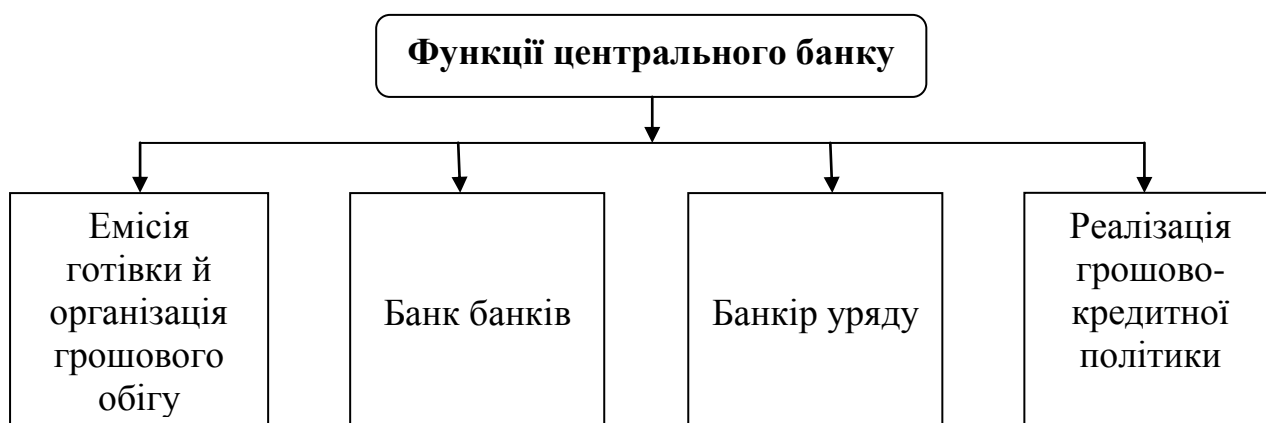 Функції центрального банку
Емісія
готівки й
організація
грошового
обігу
Банк банків
Банкір уряду
Реалізація
грошово-
кредитної
політики